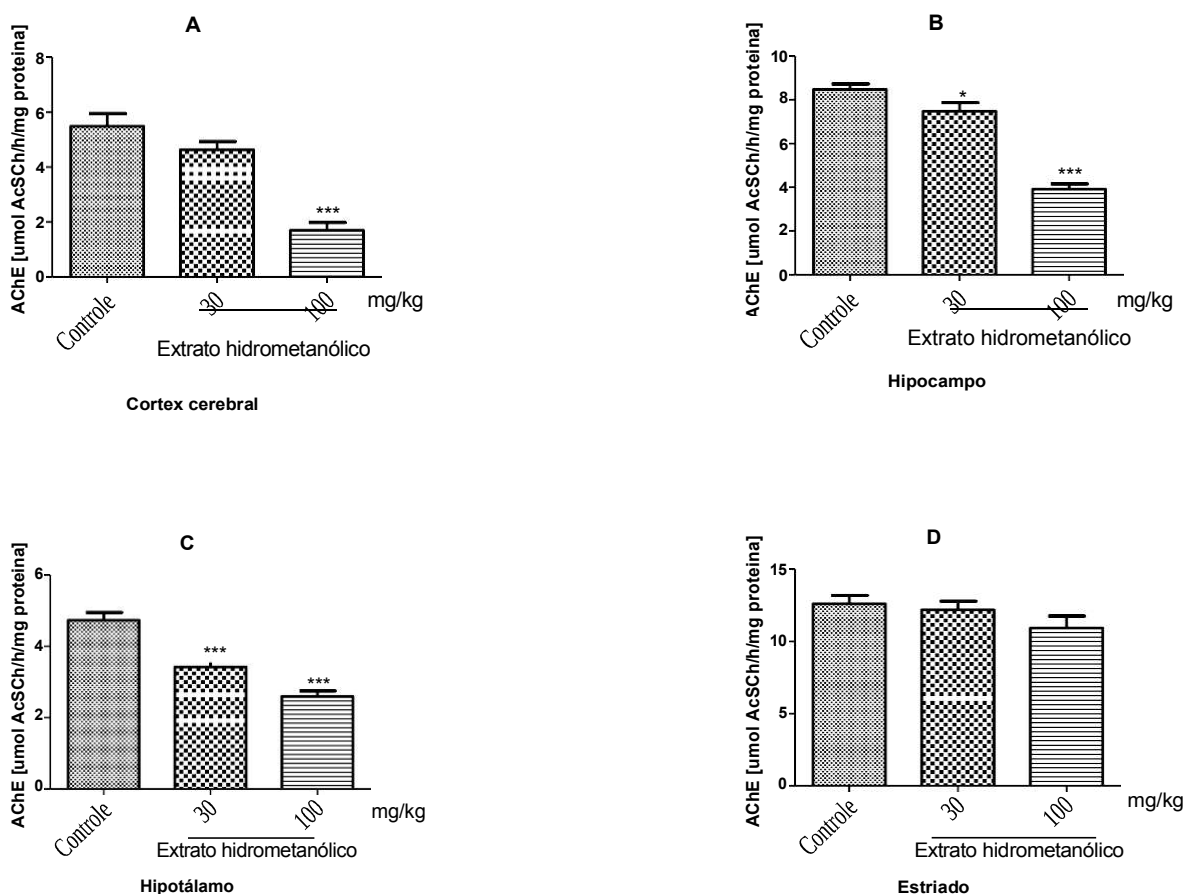 A
AChE [umol AcSCh/h/mg proteina]
8
6
4
2
0
***
Controle
30
100
mg/kg
Extrato hidrometanólico
Cortex cerebral
B
AChE [umol AcSCh/h/mg proteina]
10
8
6
4
2
0
*
***
Controle
30
100
mg/kg
Extrato hidrometanólico
Hipocampo
C
AChE [umol AcSCh/h/mg proteina]
6
4
2
0
***
***
Controle
30
100
mg/kg
Extrato hidrometanólico
Hipotálamo
D
AChE [umol AcSCh/h/mg proteina]
15
10
5
0
Controle
30
100
mg/kg
Extrato hidrometanólico
Estriado